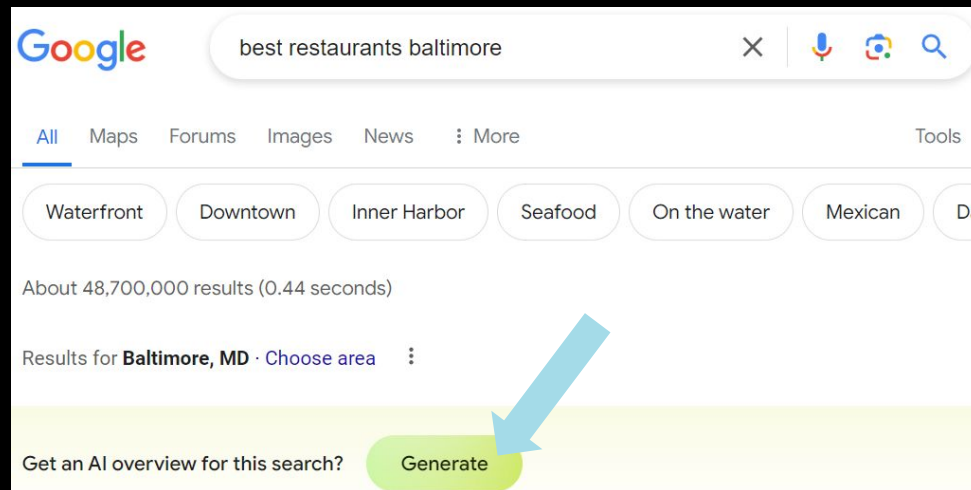 Google best restaurants baltimore
All Maps Forums Images News More Tools
Waterfront Downtown Inner Harbor Seafood On the water Mexican
About 48,700,000 results (0.44 seconds)
Results for Baltimore, MD · Choose area
Get an AI overview for this search? Generate